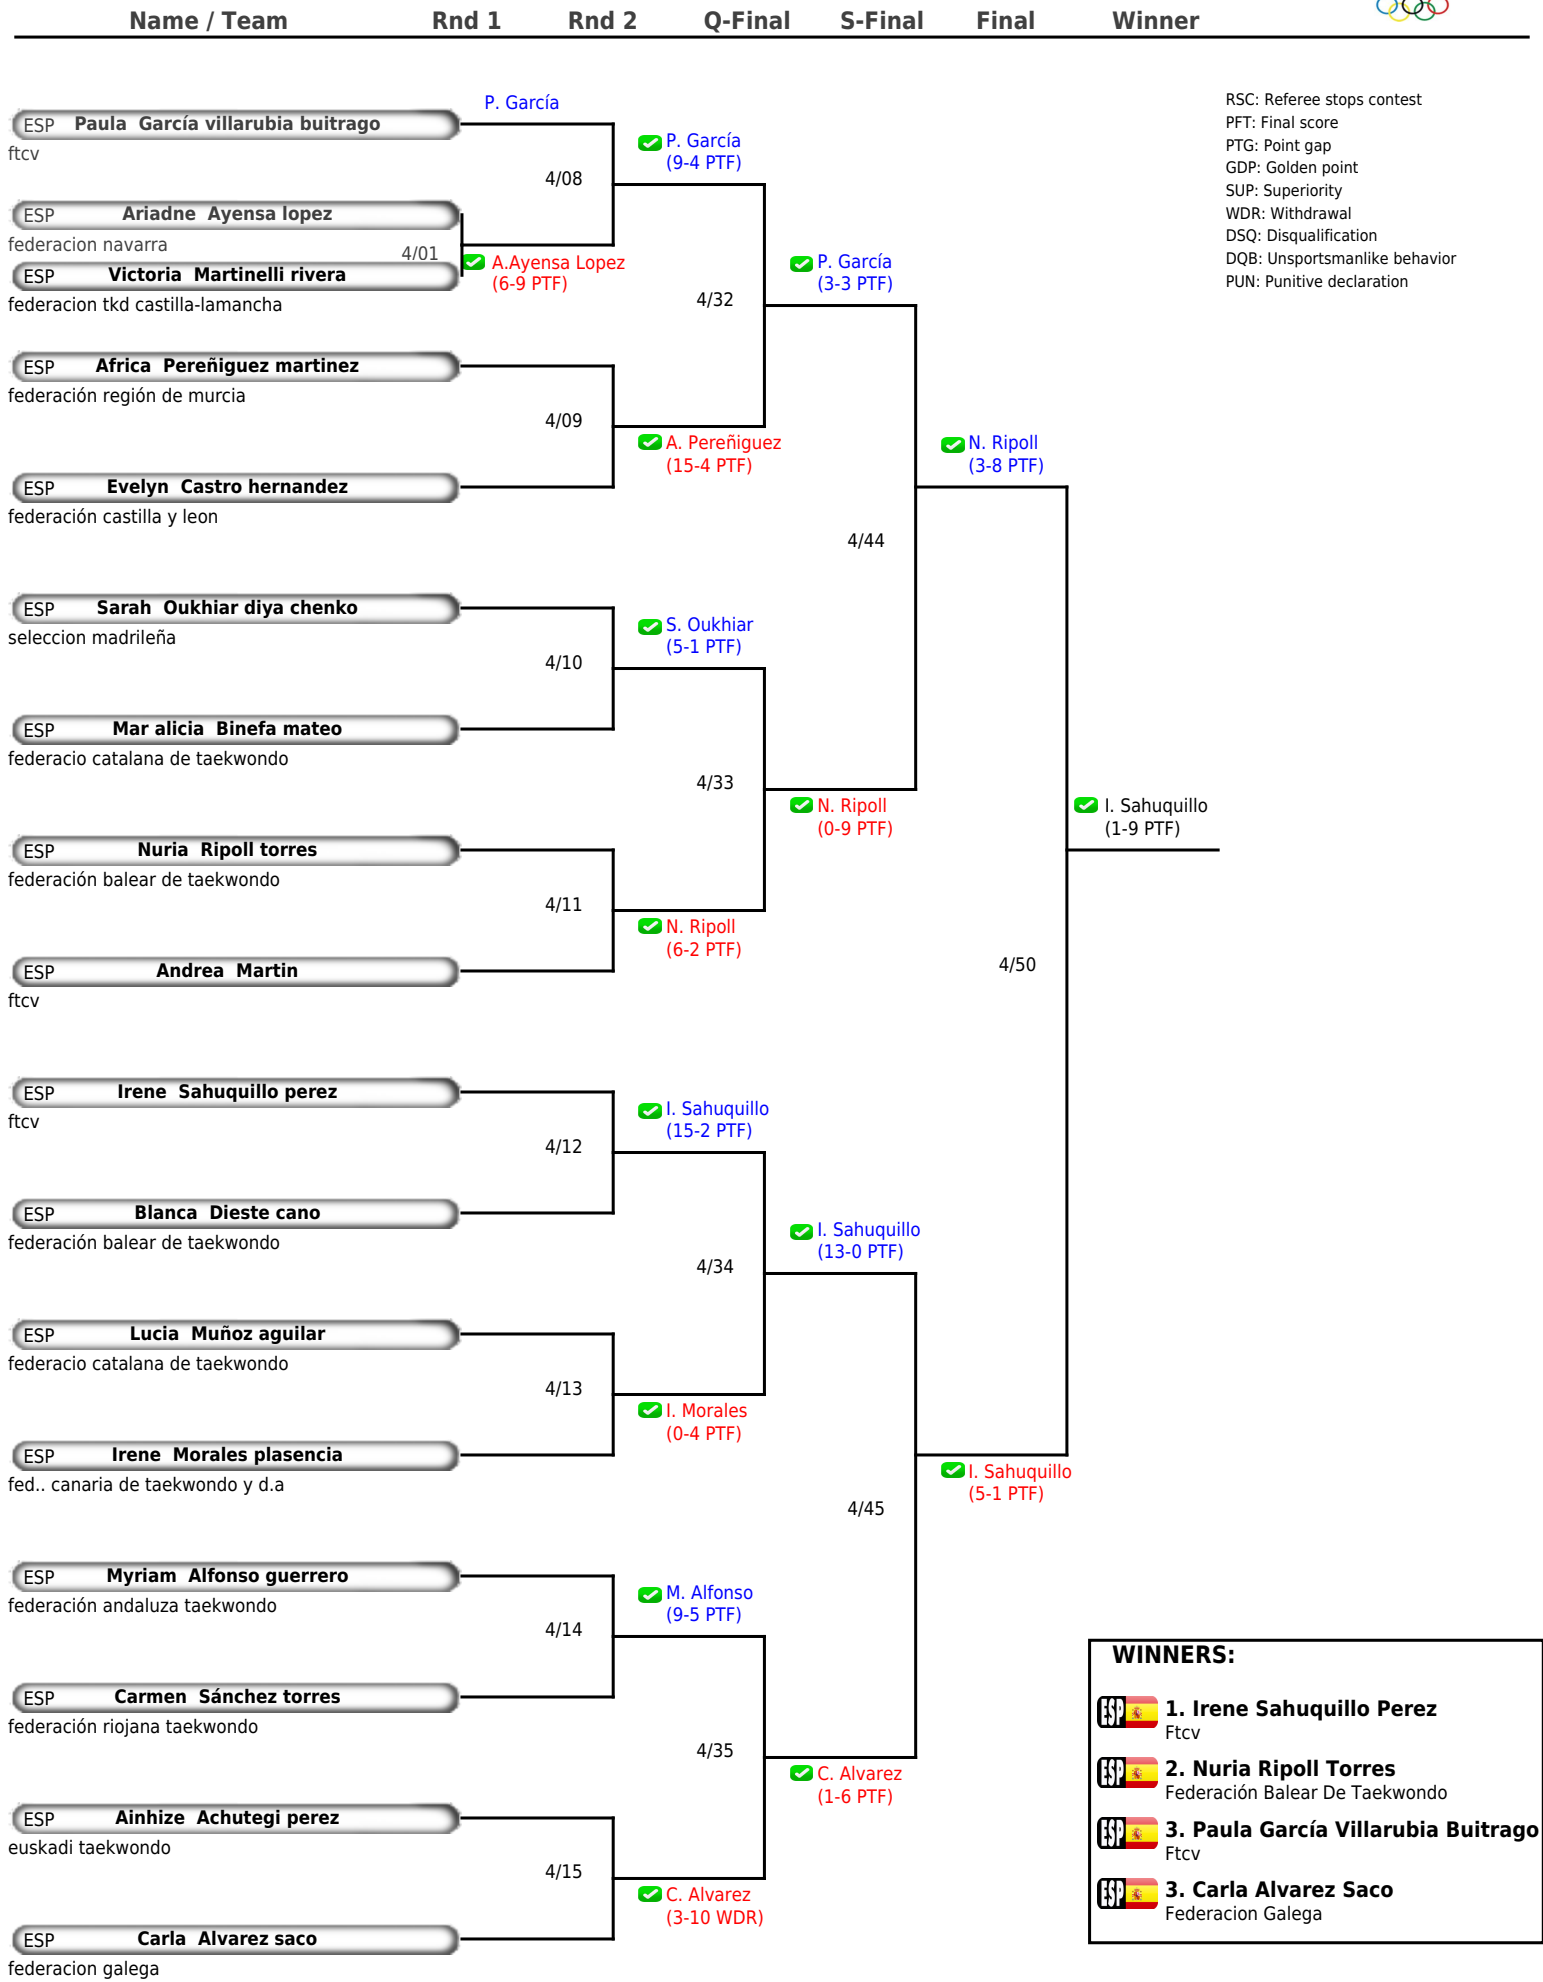 Name / Team Rnd 1 Rnd 2 Q-Final S-Final Final Winner
RSC: Referee stops contest
PFT: Final score
PTG: Point gap
GDP: Golden point
SUP: Superiority
WDR: Withdrawal
DSQ: Disqualification
DQB: Unsportsmanlike behavior
PUN: Punitive declaration
P. García
ESP Paula García villarubia buitrago
ftcv
P. García
(9-4 PTF)
4/08
ESP Ariadne Ayensa lopez
federacion navarra
4/01
A.Ayensa Lopez
(6-9 PTF)
ESP Victoria Martinelli rivera
federacion tkd castilla-lamancha
P. García
(3-3 PTF)
4/32
ESP Africa Pereñiguez martinez
federación región de murcia
4/09
A. Pereñiguez
(15-4 PTF)
N. Ripoll
(3-8 PTF)
ESP Evelyn Castro hernandez
federación castilla y leon
4/44
ESP Sarah Oukhiar diya chenko
seleccion madrileña
S. Oukhiar
(5-1 PTF)
4/10
ESP Mar alicia Binefa mateo
federacio catalana de taekwondo
4/33
N. Ripoll
(0-9 PTF)
I. Sahuquillo
(1-9 PTF)
ESP Nuria Ripoll torres
federación balear de taekwondo
4/11
N. Ripoll
(6-2 PTF)
4/50
ESP Andrea Martin
ftcv
ESP Irene Sahuquillo perez
ftcv
I. Sahuquillo
(15-2 PTF)
4/12
ESP Blanca Dieste cano
federación balear de taekwondo
I. Sahuquillo
(13-0 PTF)
4/34
ESP Lucia Muñoz aguilar
federacio catalana de taekwondo
4/13
I. Morales
(0-4 PTF)
ESP Irene Morales plasencia
fed.. canaria de taekwondo y d.a
I. Sahuquillo
(5-1 PTF)
4/45
ESP Myriam Alfonso guerrero
federación andaluza taekwondo
M. Alfonso
(9-5 PTF)
4/14
ESP Carmen Sánchez torres
federación riojana taekwondo
4/35
C. Alvarez
(1-6 PTF)
ESP Ainhize Achutegi perez
euskadi taekwondo
4/15
C. Alvarez
(3-10 WDR)
ESP Carla Alvarez saco
federacion galega
WINNERS:
ESP 1. Irene Sahuquillo Perez
Ftcv
ESP 2. Nuria Ripoll Torres
Federación Balear De Taekwondo
ESP 3. Paula García Villarubia Buitrago
Ftcv
ESP 3. Carla Alvarez Saco
Federacion Galega